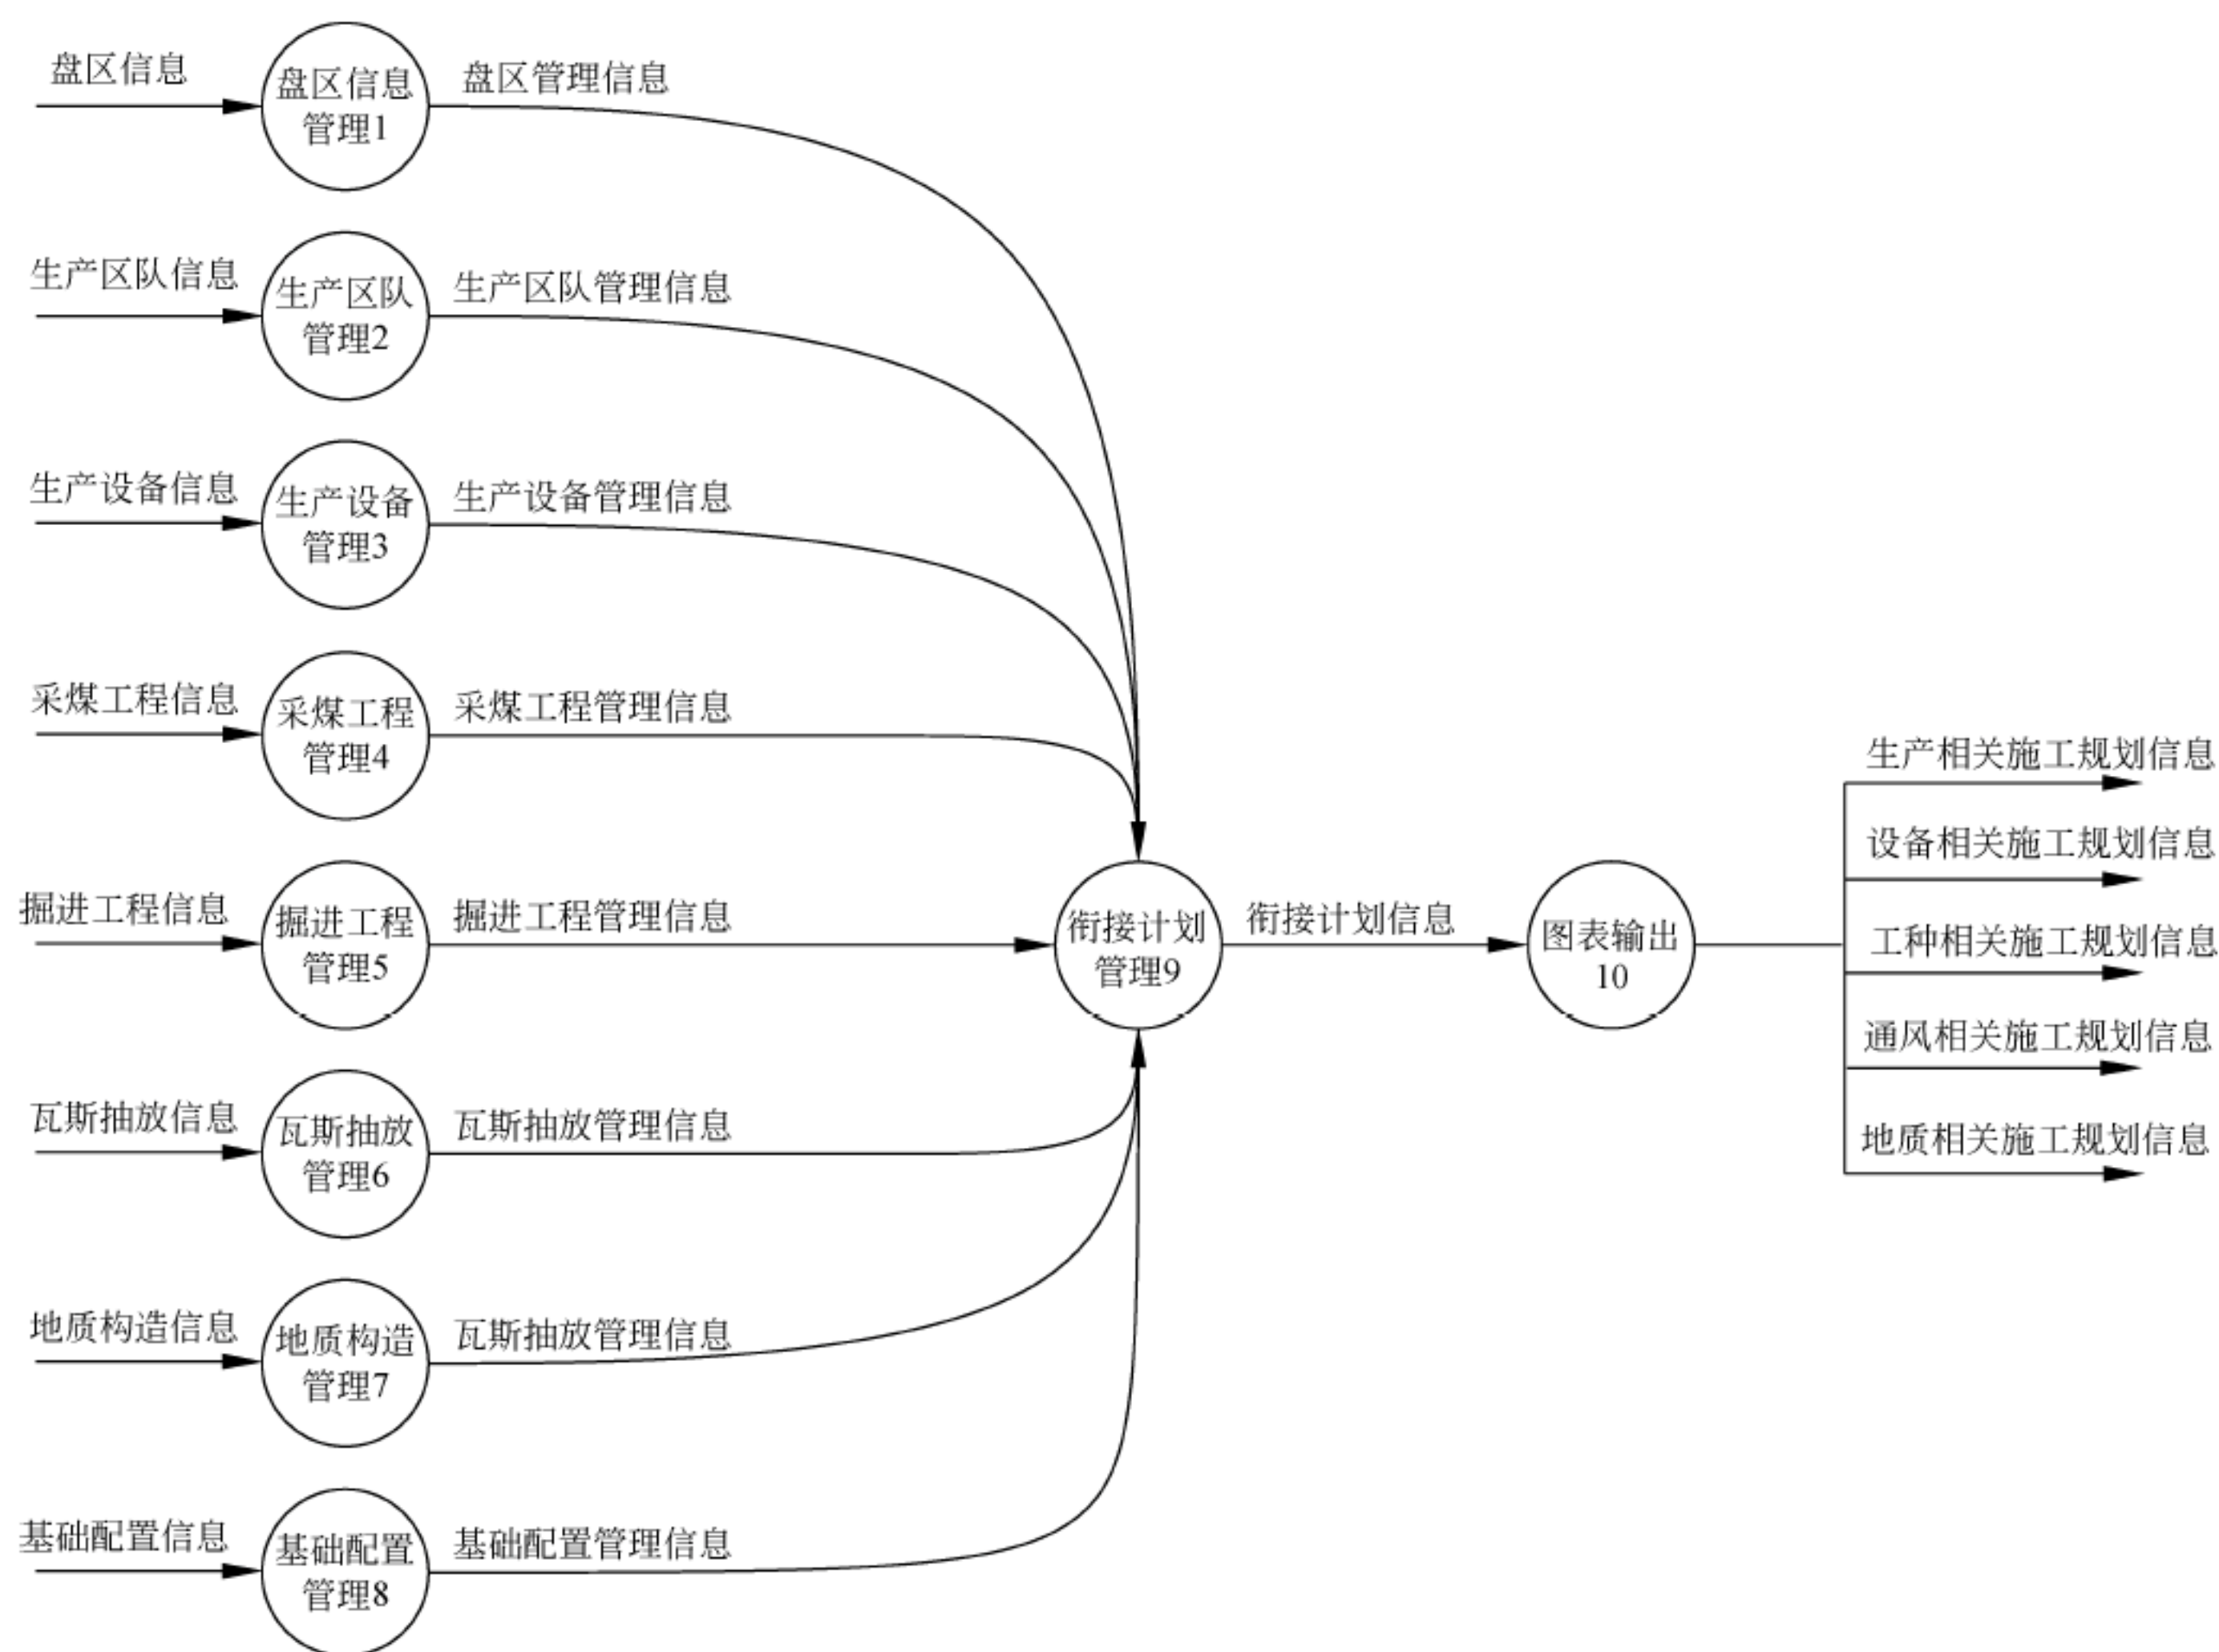 盘区信息
盘区信息
管理1
盘区管理信息
生产区队信息
生产区队
管理2
生产区队管理信息
生产设备信息
生产设备
管理3
生产设备管理信息
采煤工程信息
采煤工程
管理4
采煤工程管理信息
掘进工程信息
掘进工程
管理5
掘进工程管理信息
瓦斯抽放信息
瓦斯抽放
管理6
瓦斯抽放管理信息
地质构造信息
地质构造
管理7
瓦斯抽放管理信息
基础配置信息
基础配置
管理8
基础配置管理信息
衔接计划
管理9
衔接计划信息
图表输出
10
生产相关施工规划信息
设备相关施工规划信息
工种相关施工规划信息
通风相关施工规划信息
地质相关施工规划信息